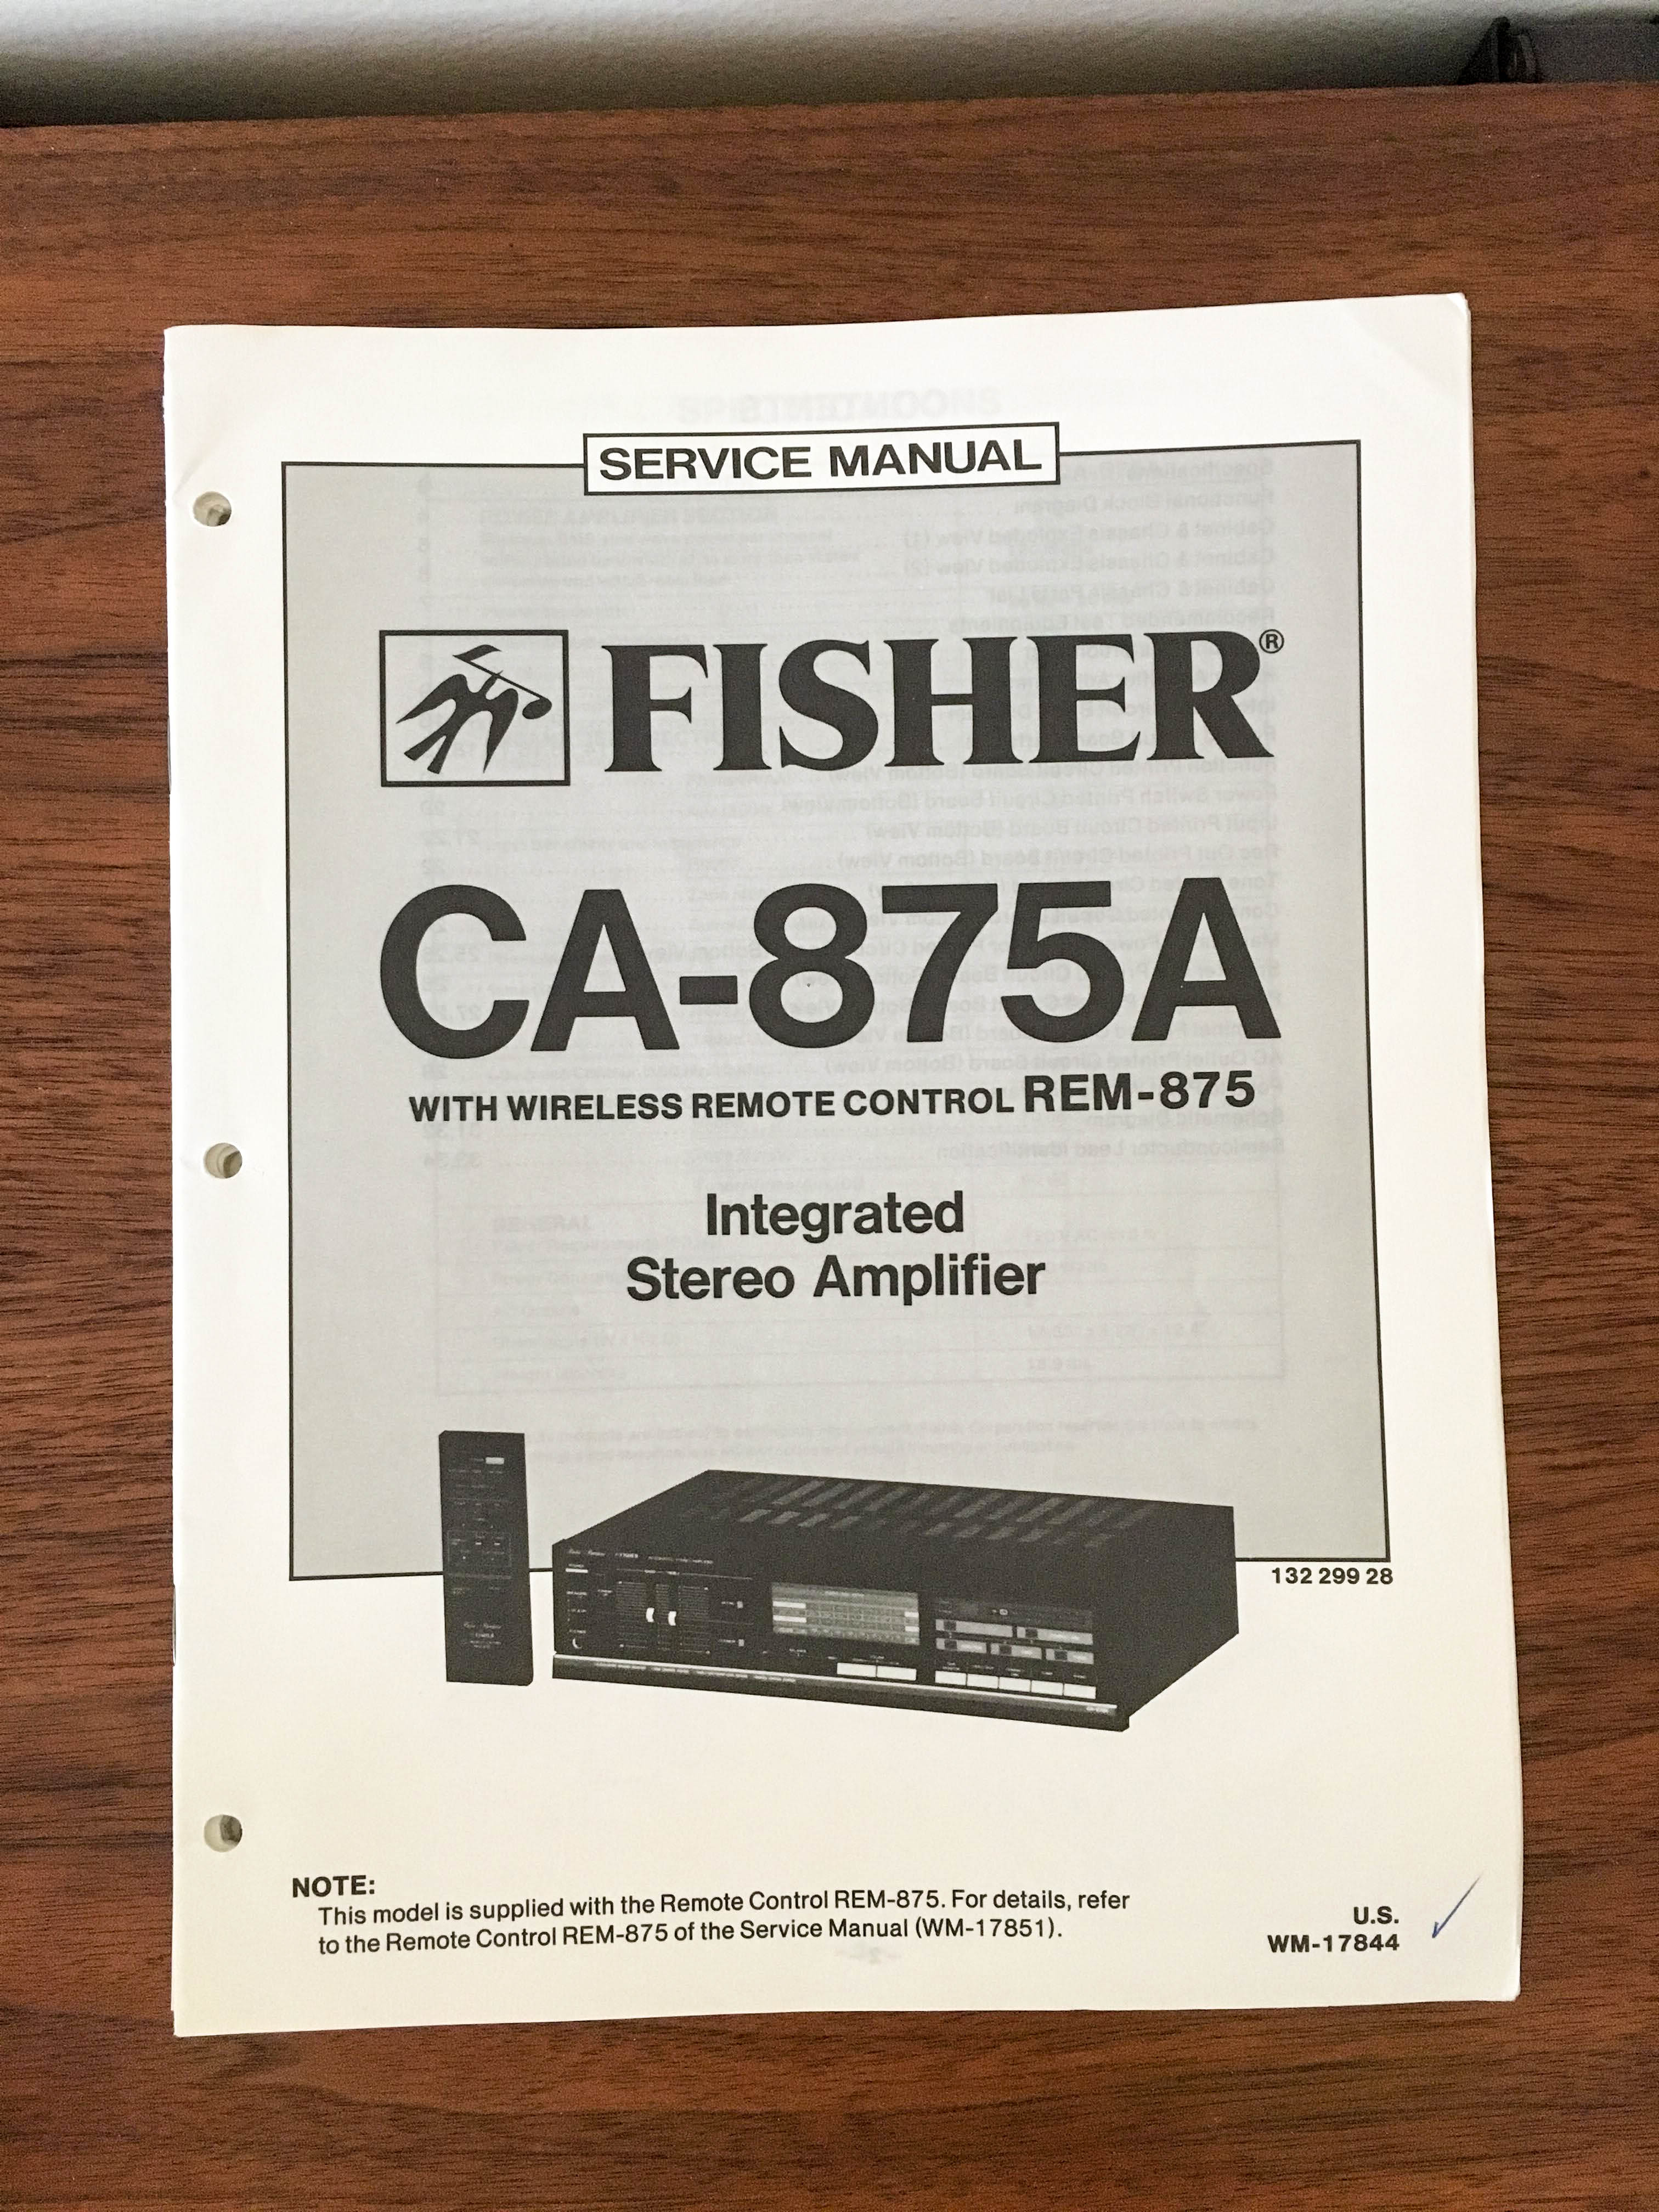 SERVICE MANUAL
FISHER®
CA-875A
WITH WIRELESS REMOTE CONTROL REM-875
Integrated
Stereo Amplifier
132 299 28
NOTE:
This model is supplied with the Remote Control REM-875. For details, refer
to the Remote Control REM-875 of the Service Manual (WM-17851).
U.S.
WM-17844